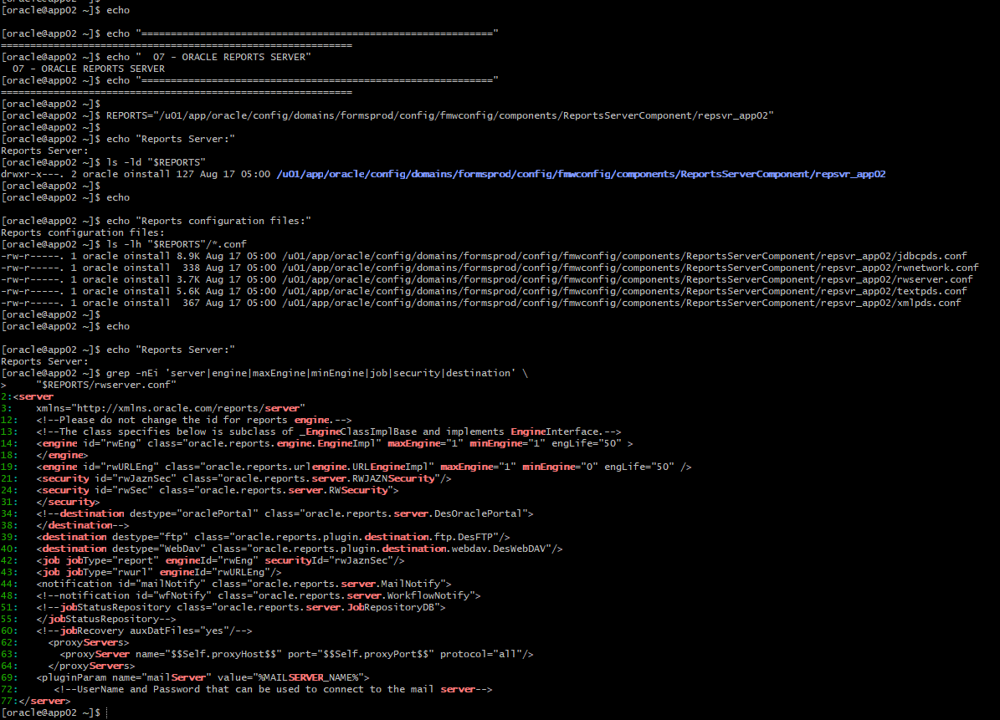 [oracle@app02 ~]$ echo

[oracle@app02 ~]$ echo "============================================================"
============================================================
[oracle@app02 ~]$ echo "  07 - ORACLE REPORTS SERVER"
  07 - ORACLE REPORTS SERVER
[oracle@app02 ~]$ echo "============================================================"
============================================================
[oracle@app02 ~]$
[oracle@app02 ~]$ REPORTS="/u01/app/oracle/config/domains/formsprod/config/fmwconfig/components/ReportsServerComponent/repsvr_app02"
[oracle@app02 ~]$
[oracle@app02 ~]$ echo "Reports Server:"
Reports Server:
[oracle@app02 ~]$ ls -ld "$REPORTS"
drwxr-x---. 2 oracle oinstall 127 Aug 17 05:00 /u01/app/oracle/config/domains/formsprod/config/fmwconfig/components/ReportsServerComponent/repsvr_app02
[oracle@app02 ~]$
[oracle@app02 ~]$ echo

[oracle@app02 ~]$ echo "Reports configuration files:"
Reports configuration files:
[oracle@app02 ~]$ ls -lh "$REPORTS"/*.conf
-rw-r-----. 1 oracle oinstall 8.9K Aug 17 05:00 /u01/app/oracle/config/domains/formsprod/config/fmwconfig/components/ReportsServerComponent/repsvr_app02/jdbcpds.conf
-rw-r-----. 1 oracle oinstall  338 Aug 17 05:00 /u01/app/oracle/config/domains/formsprod/config/fmwconfig/components/ReportsServerComponent/repsvr_app02/rwnetwork.conf
-rw-r-----. 1 oracle oinstall 3.7K Aug 17 05:00 /u01/app/oracle/config/domains/formsprod/config/fmwconfig/components/ReportsServerComponent/repsvr_app02/rwserver.conf
-rw-r-----. 1 oracle oinstall 5.6K Aug 17 05:00 /u01/app/oracle/config/domains/formsprod/config/fmwconfig/components/ReportsServerComponent/repsvr_app02/textpds.conf
-rw-r-----. 1 oracle oinstall  367 Aug 17 05:00 /u01/app/oracle/config/domains/formsprod/config/fmwconfig/components/ReportsServerComponent/repsvr_app02/xmlpds.conf
[oracle@app02 ~]$
[oracle@app02 ~]$ echo

[oracle@app02 ~]$ echo "Reports Server:"
Reports Server:
[oracle@app02 ~]$ grep -nEi 'server|engine|maxEngine|minEngine|job|security|destination' \
>     "$REPORTS/rwserver.conf"
2:<server
3:    xmlns="http://xmlns.oracle.com/reports/server"
12:   <!--Please do not change the id for reports engine.-->
13:   <!--The class specifies below is subclass of _EngineClassImplBase and implements EngineInterface.-->
14:   <engine id="rwEng" class="oracle.reports.engine.EngineImpl" maxEngine="1" minEngine="1" engLife="50" >
18:   </engine>
19:   <engine id="rwURLEng" class="oracle.reports.urlengine.URLEngineImpl" maxEngine="1" minEngine="0" engLife="50" />
21:   <security id="rwJaznSec" class="oracle.reports.server.RWJAZNSecurity"/>
24:   <security id="rwSec" class="oracle.reports.server.RWSecurity">
31:   </security>
34:   <!--destination destype="oraclePortal" class="oracle.reports.server.DesOraclePortal">
38:   </destination-->
39:   <destination destype="ftp" class="oracle.reports.plugin.destination.ftp.DesFTP"/>
40:   <destination destype="WebDav" class="oracle.reports.plugin.destination.webdav.DesWebDAV"/>
42:   <job jobType="report" engineId="rwEng" securityId="rwJaznSec"/>
43:   <job jobType="rwurl" engineId="rwURLEng"/>
44:   <notification id="mailNotify" class="oracle.reports.server.MailNotify">
48:   <!--notification id="wfNotify" class="oracle.reports.server.WorkflowNotify">
51:   <!--jobStatusRepository class="oracle.reports.server.JobRepositoryDB">
55:   </jobStatusRepository-->
60:   <!--jobRecovery auxDatFiles="yes"/-->
62:     <proxyServers>
63:       <proxyServer name="$$Self.proxyHost$$" port="$$Self.proxyPort$$" protocol="all"/>
64:     </proxyServers>
69:   <pluginParam name="mailServer" value="%MAILSERVER_NAME%">
72:      <!--UserName and Password that can be used to connect to the mail server-->
77:</server>
[oracle@app02 ~]$